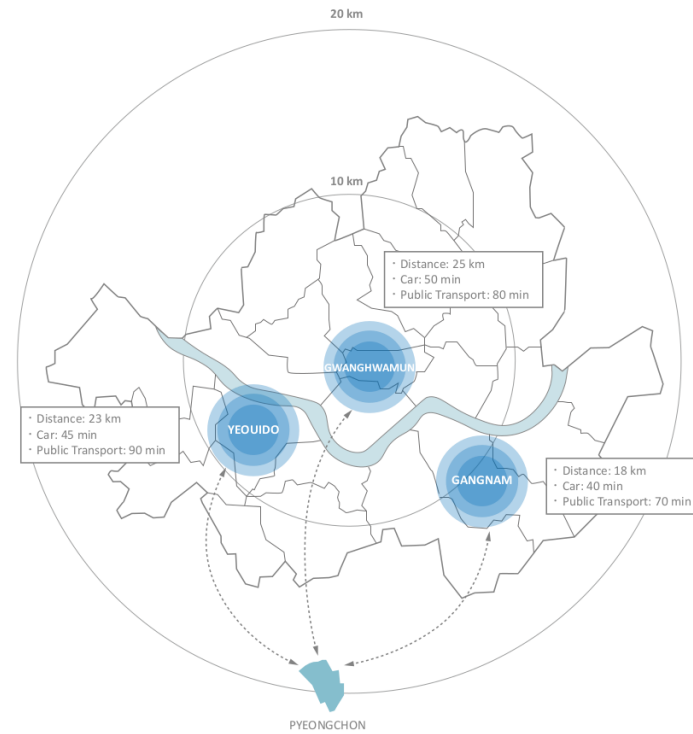 20 km
10 km
· Distance: 25 km
· Car: 50 min
· Public Transport: 80 min
GWANGHWAMUN
· Distance: 23 km
· Car: 45 min
· Public Transport: 90 min
YEOUIDO
GANGNAM
· Distance: 18 km
· Car: 40 min
· Public Transport: 70 min
PYEONGCHON